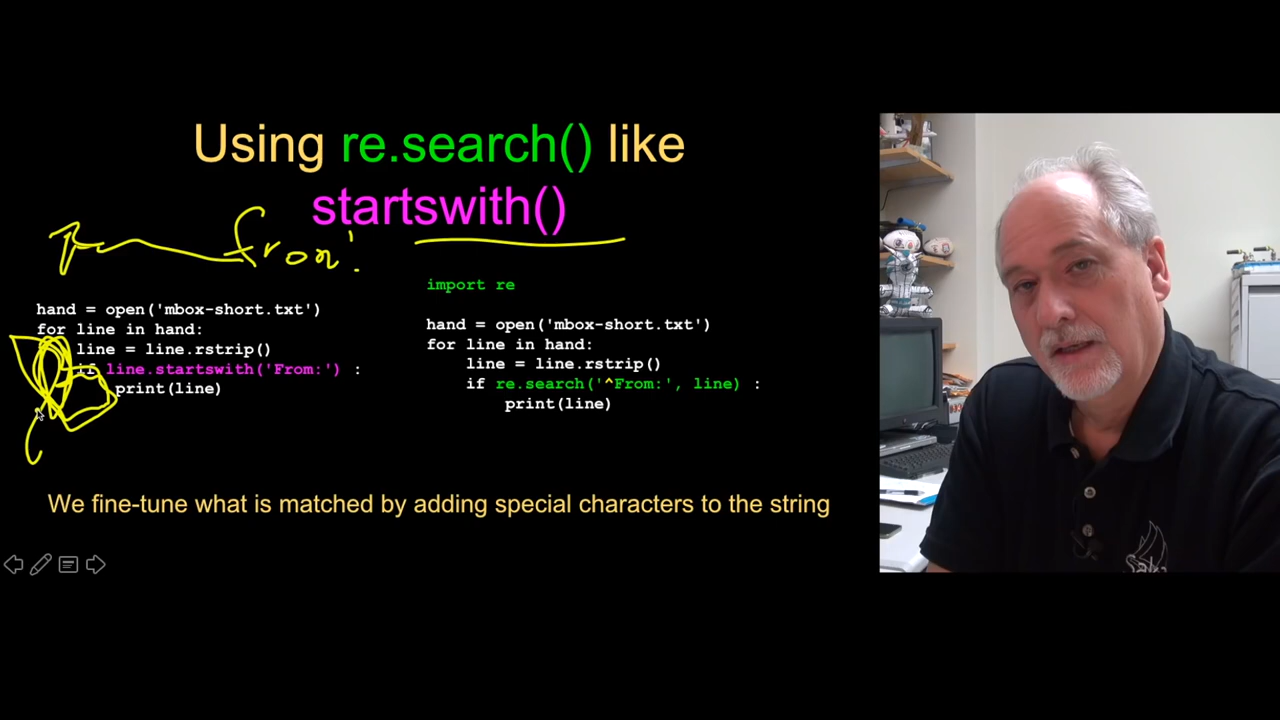 Using re.search() like
startswith()
from:
import re
hand = open('mbox-short.txt')
for line in hand:
line = line.rstrip()
if line.startswith('From:') :
print(line)
hand = open('mbox-short.txt')
for line in hand:
line = line.rstrip()
if re.search('^From:', line) :
print(line)
We fine-tune what is matched by adding special characters to the string